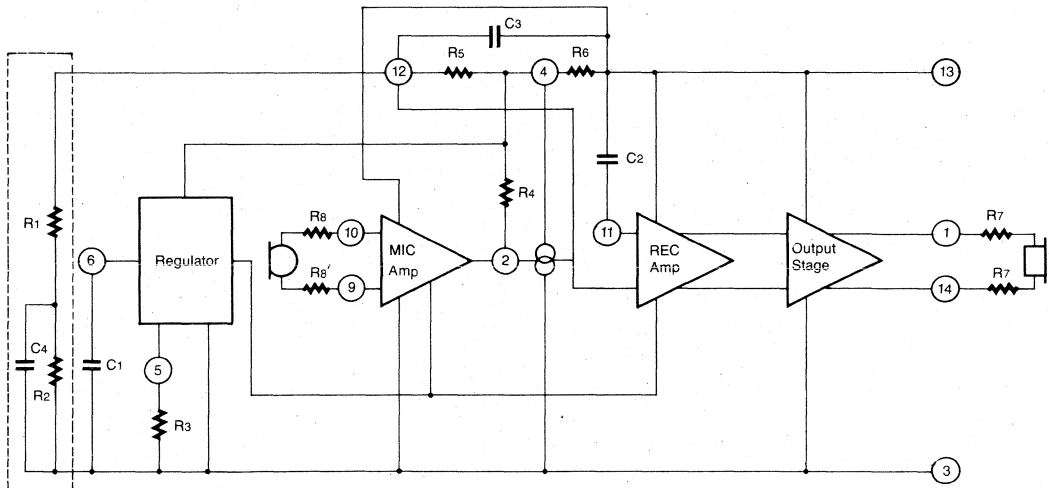 C3
R5
R6
12
4
13
C2
R4
R1
R8
10
11
1
R7
6
Regulator
MIC
Amp
2
REC
Amp
Output
Stage
R8'
9
14
R7
C4
C1
5
R2
R3
3